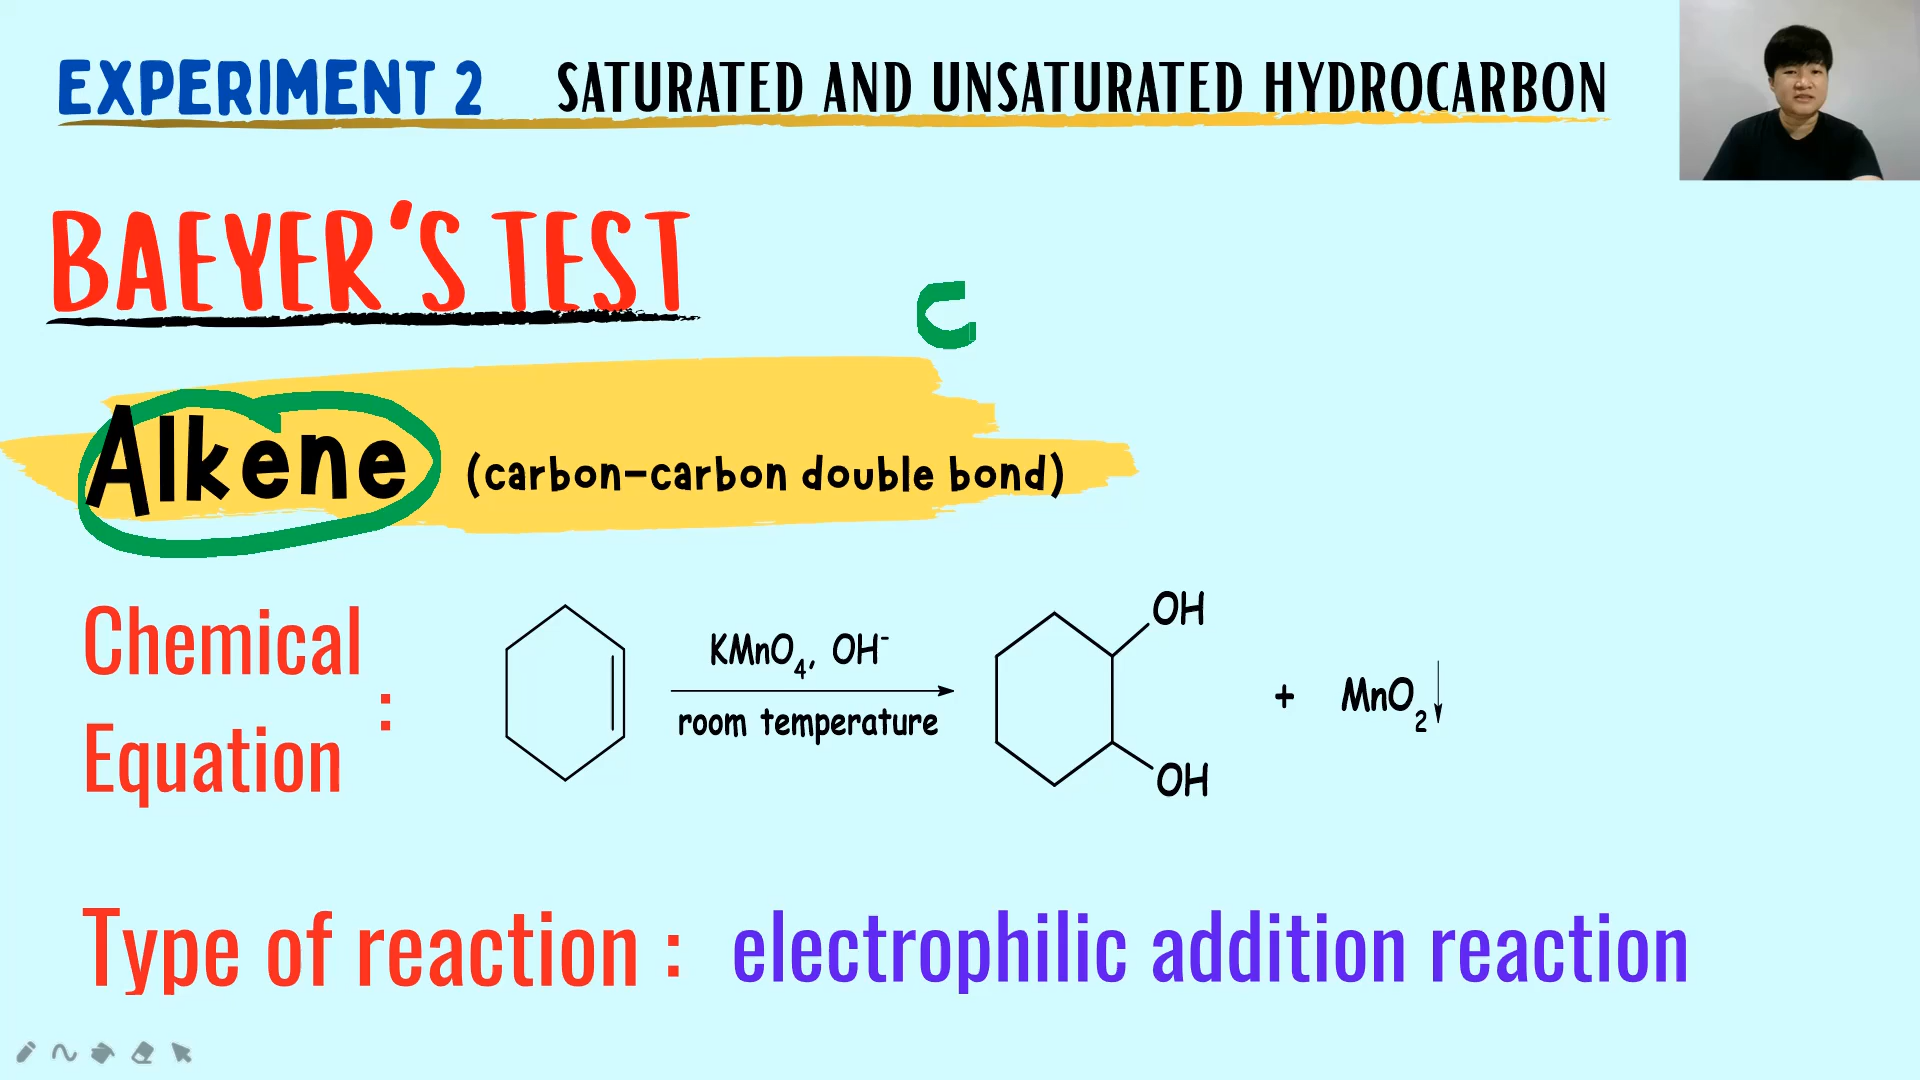 EXPERIMENT 2 SATURATED AND UNSATURATED HYDROCARBON
BAEYER'S TEST
C
Alkene (carbon-carbon double bond)
Chemical Equation :
KMnO₄, OH⁻
room temperature
OH
OH
+ MnO₂↓
Type of reaction : electrophilic addition reaction